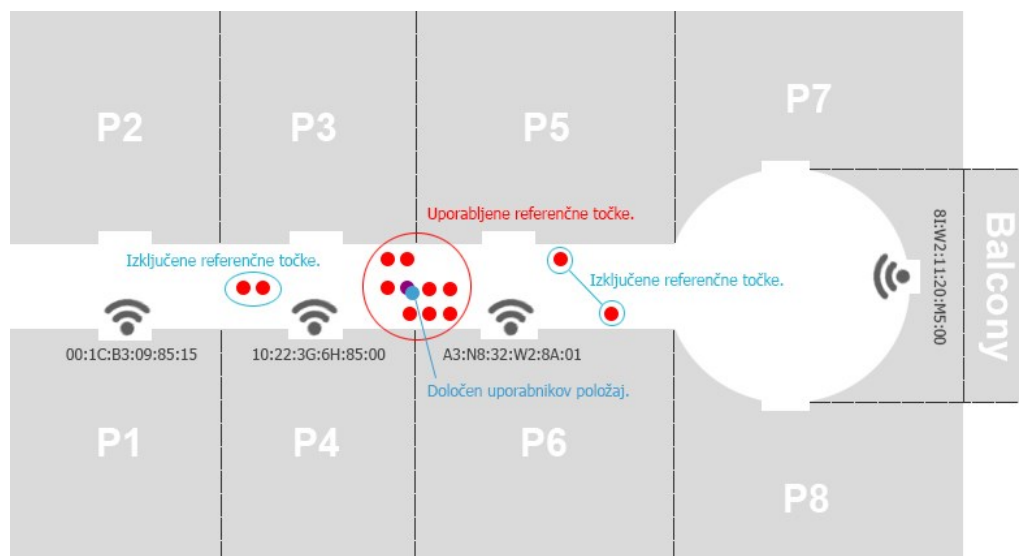 P2
P3
P5
P7
Uporabljene referenčne točke.
Izključene referenčne točke.
Izključene referenčne točke.
8I:W2:11:20:M5:00
Balcony
00:1C:B3:09:85:15
10:22:3G:6H:85:00
A3:N8:32:W2:8A:01
Določen uporabnikov položaj.
P1
P4
P6
P8